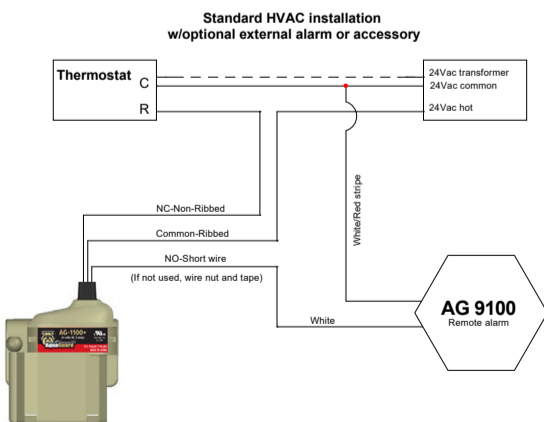 Standard HVAC installation
w/optional external alarm or accessory
Thermostat
C
R
24Vac transformer
24Vac common
24Vac hot
NC-Non-Ribbed
Common-Ribbed
NO-Short wire
(If not used, wire nut and tape)
White/Red stripe
White
AG 9100
Remote alarm
AG-1100+
AquaGuard